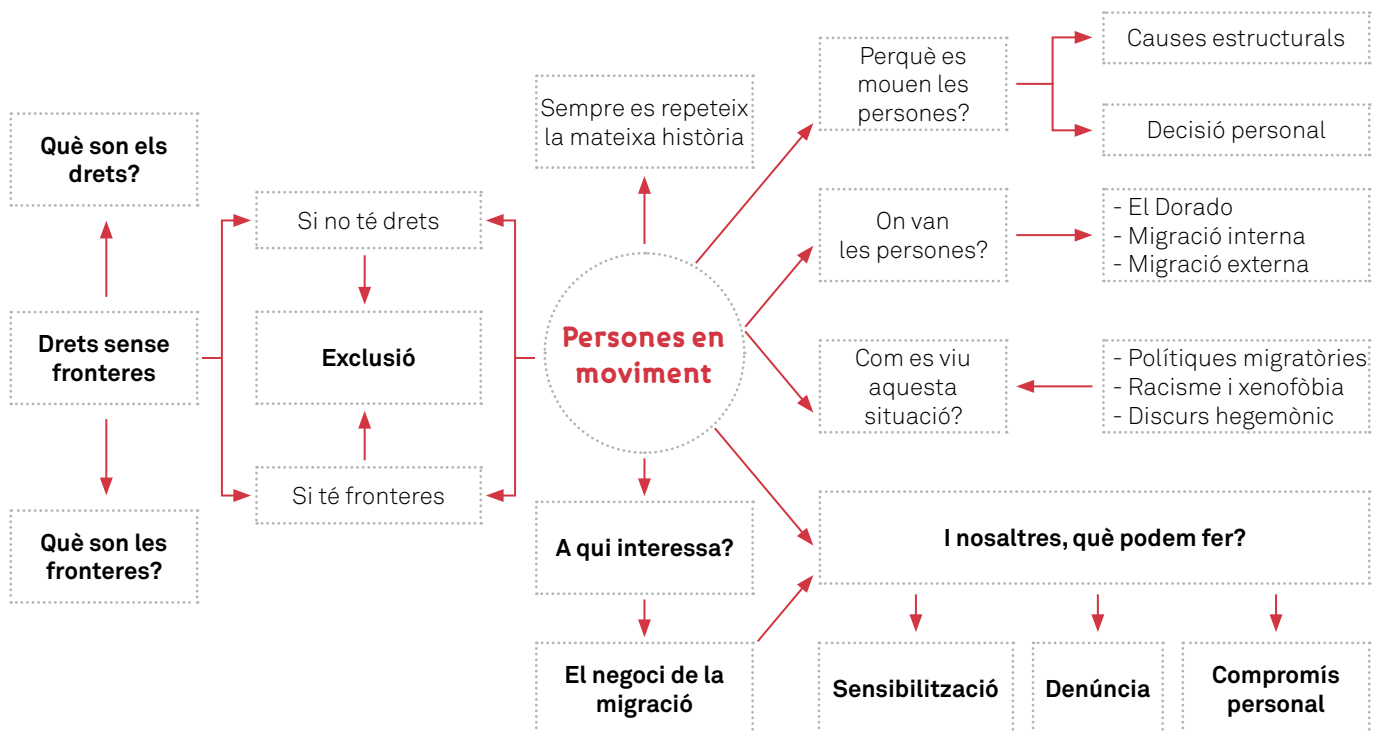 Què son els
drets?
Drets sense
fronteres
Què son les
fronteres?
Si no té drets
Exclusió
Si té fronteres
Sempre es repeteix
la mateixa història
Persones en
moviment
A qui interessa?
El negoci de la
migració
Perquè es
mouen les
persones?
Causes estructurals
Decisió personal
On van
les persones?
- El Dorado
- Migració interna
- Migració externa
Com es viu
aquesta
situació?
- Polítiques migratòries
- Racisme i xenofòbia
- Discurs hegemònic
I nosaltres, què podem fer?
Sensibilització
Denúncia
Compromís
personal